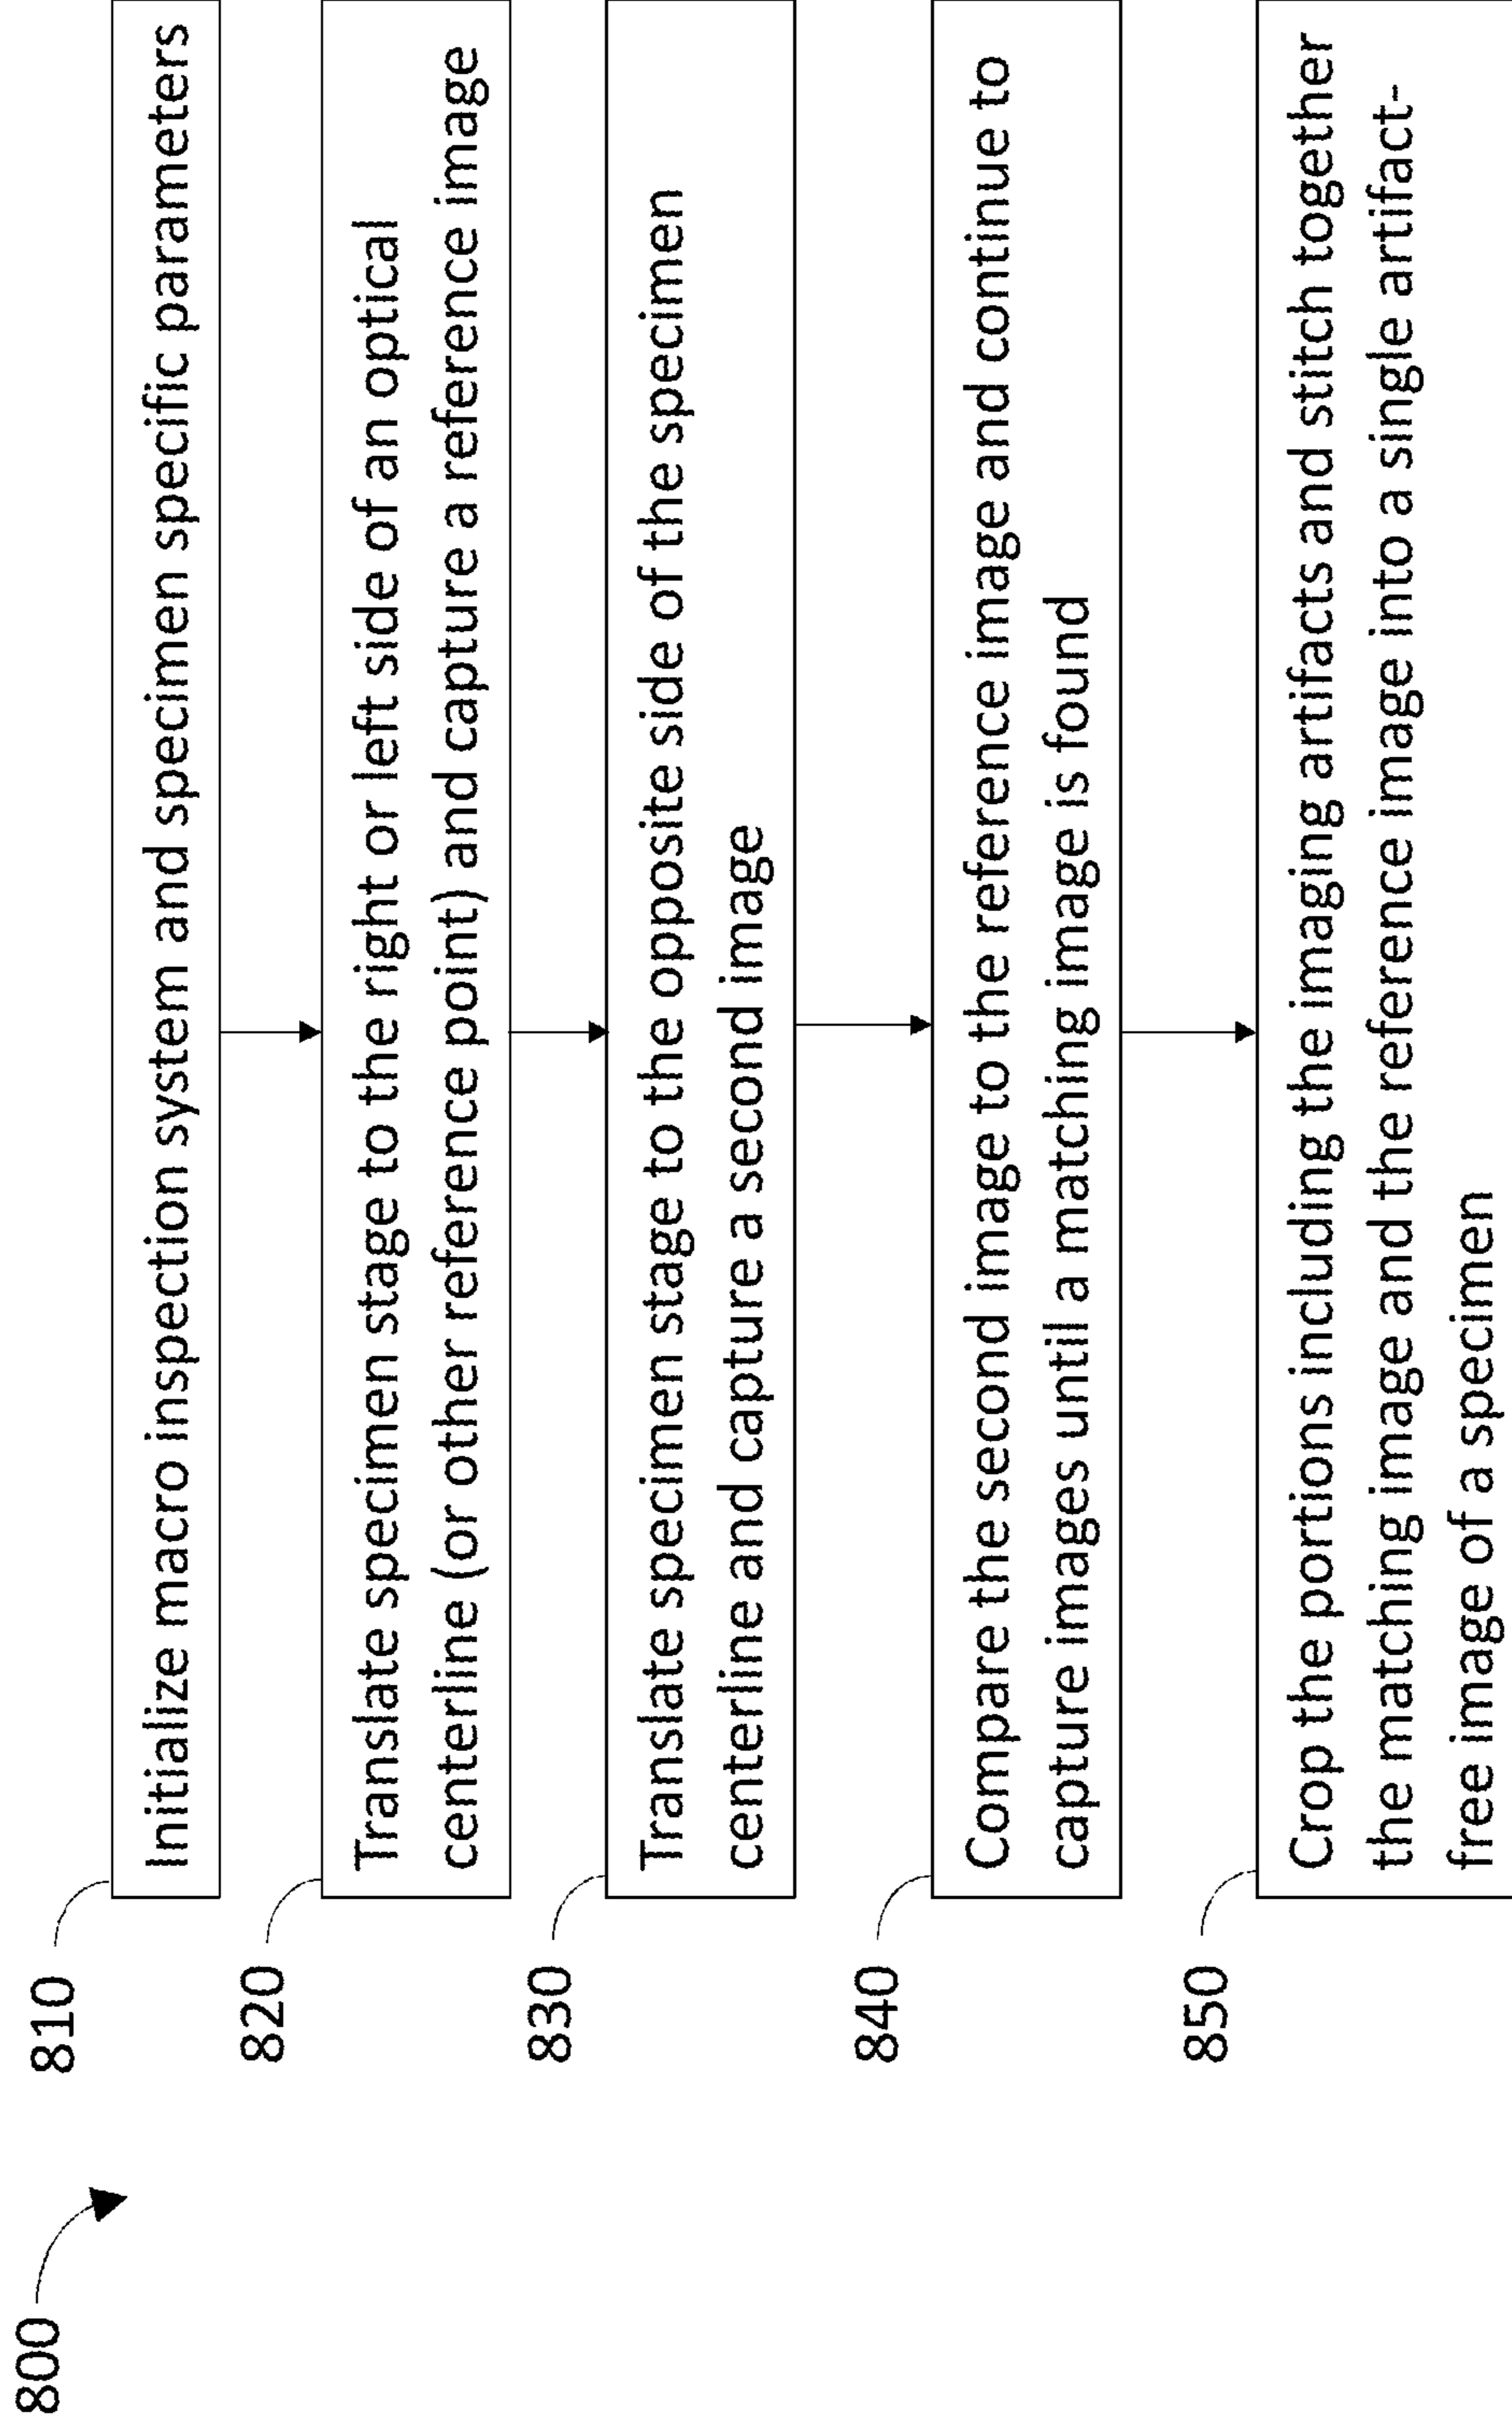 800
810
Initialize macro inspection system and specimen specific parameters
820
Translate specimen stage to the right or left side of an optical
centerline (or other reference point) and capture a reference image
830
Translate specimen stage to the opposite side of the specimen
centerline and capture a second image
840
Compare the second image to the reference image and continue to
capture images until a matching image is found
850
Crop the portions including the imaging artifacts and stitch together
the matching image and the reference image into a single artifact-
free image of a specimen